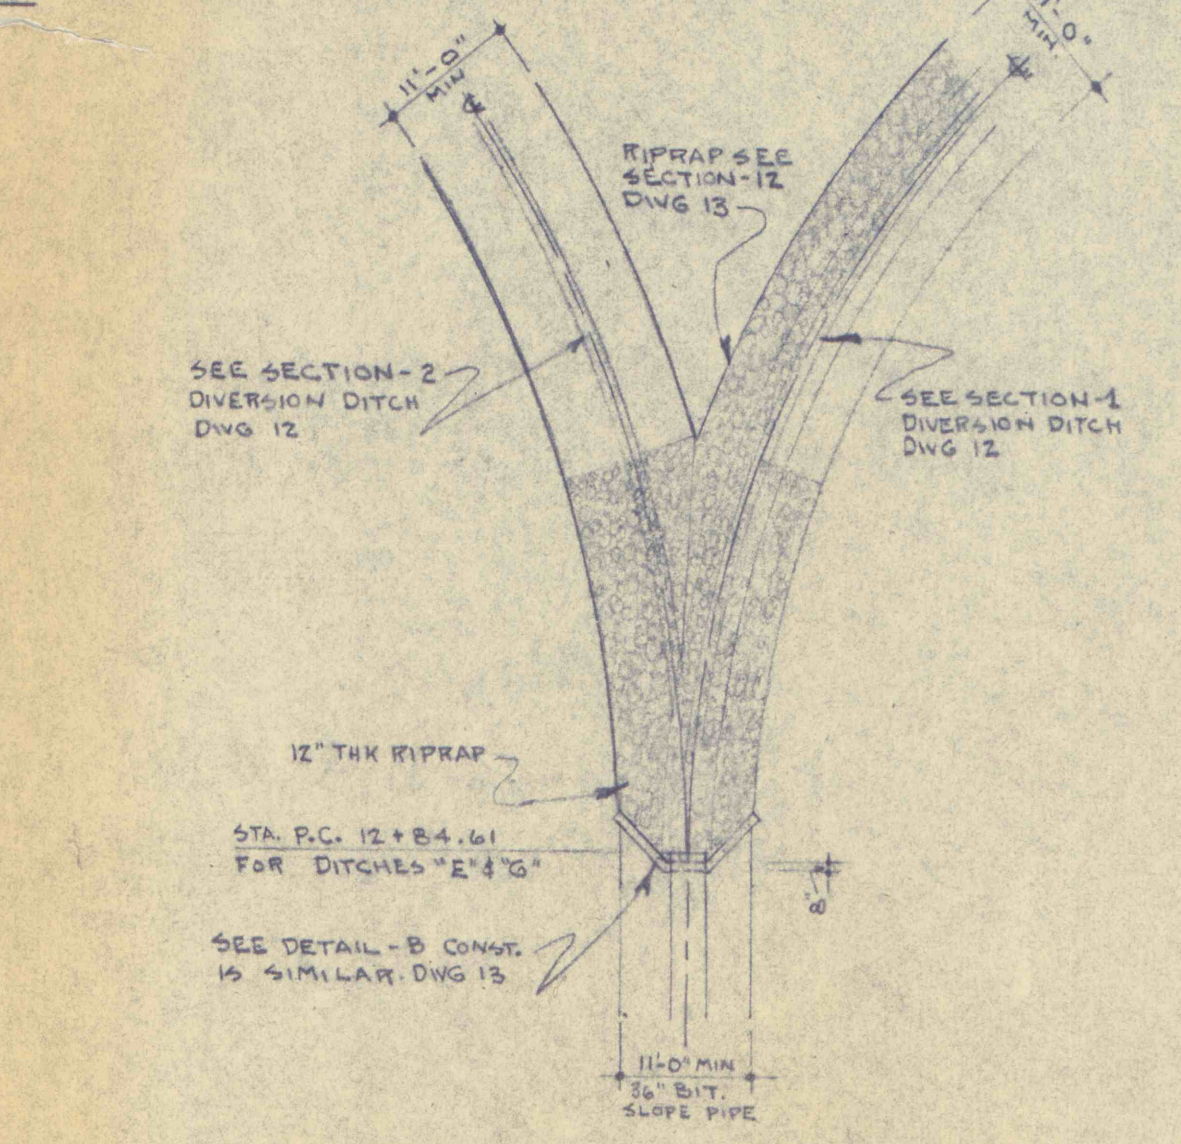 11'-0"
MIN
℄
'-0"
MIN.
RIPRAP SEE
SECTION-12
DWG 13
SEE SECTION-2
DIVERSION DITCH
DWG 12
SEE SECTION-1
DIVERSION DITCH
DWG 12
12" THK RIPRAP
STA. P.C. 12+84.61
FOR DITCHES "E" & "G"
8"
SEE DETAIL-B CONST.
IS SIMILAR. DWG 13
11'-0" MIN
36" BIT.
SLOPE PIPE